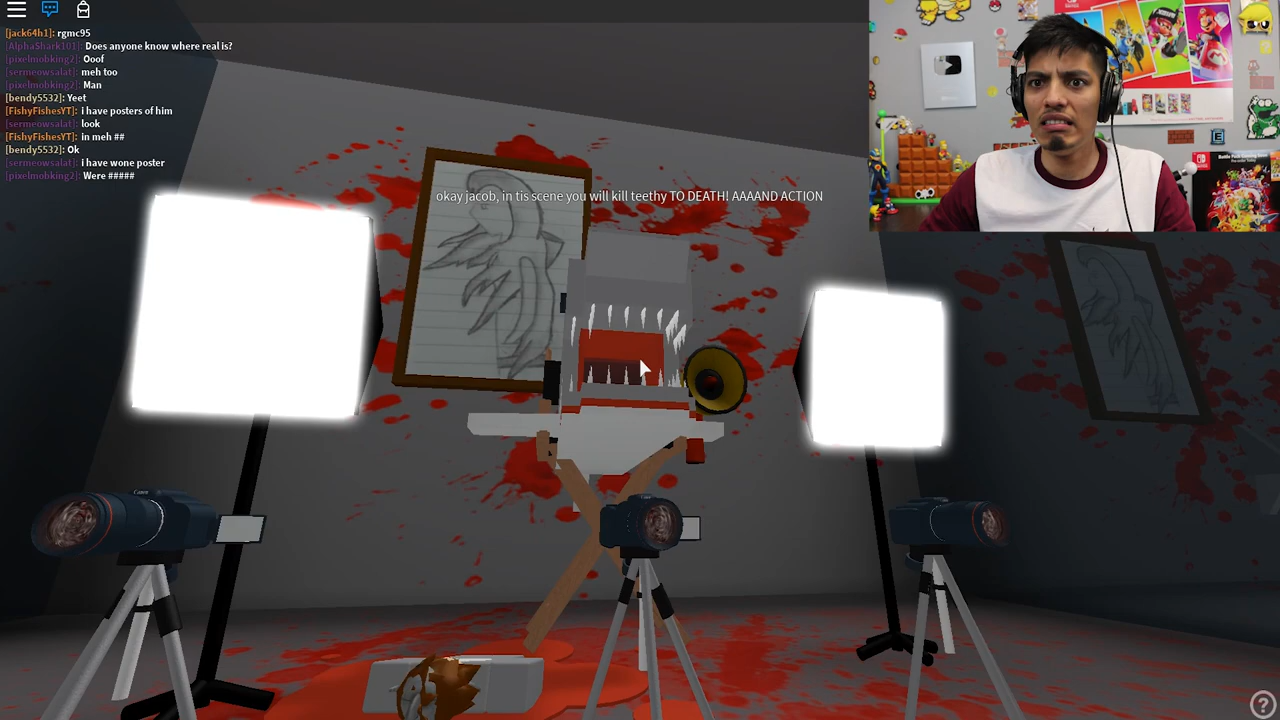 [jack64h1]: rgmc95
[AlphaShark101]: Does anyone know where real is?
[pixelmobking2]: Ooof
[sermeowsalat]: meh too
[pixelmobking2]: Man
[bendy5532]: Yeet
[FishyFishesYT]: i have posters of him
[sermeowsalat]: look
[FishyFishesYT]: in meh ##
[bendy5532]: Ok
[sermeowsalat]: i have wone poster
[pixelmobking2]: Were #####
okay jacob, in tis scene you will kill teethy TO DEATH! AAAAND ACTION
Canon
E
?